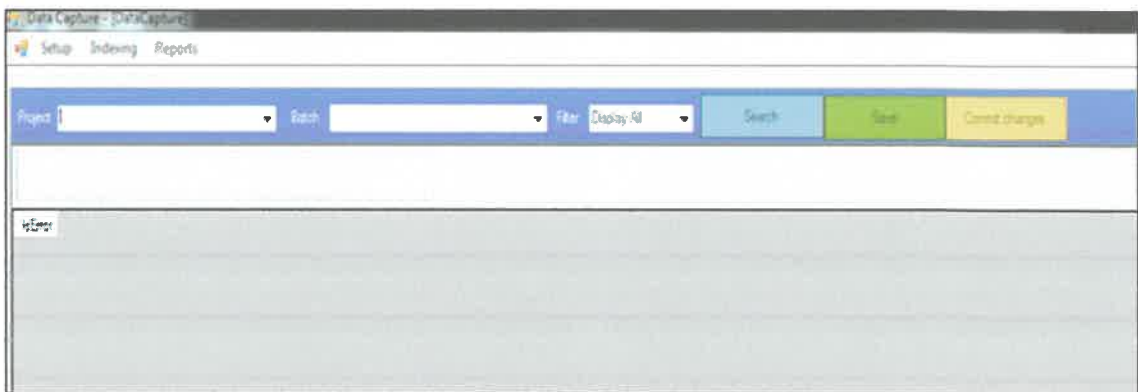 Data Capture - [DataCapture]
Setup Indexing Reports
Project Batch Filter Display All Search Save Commit changes